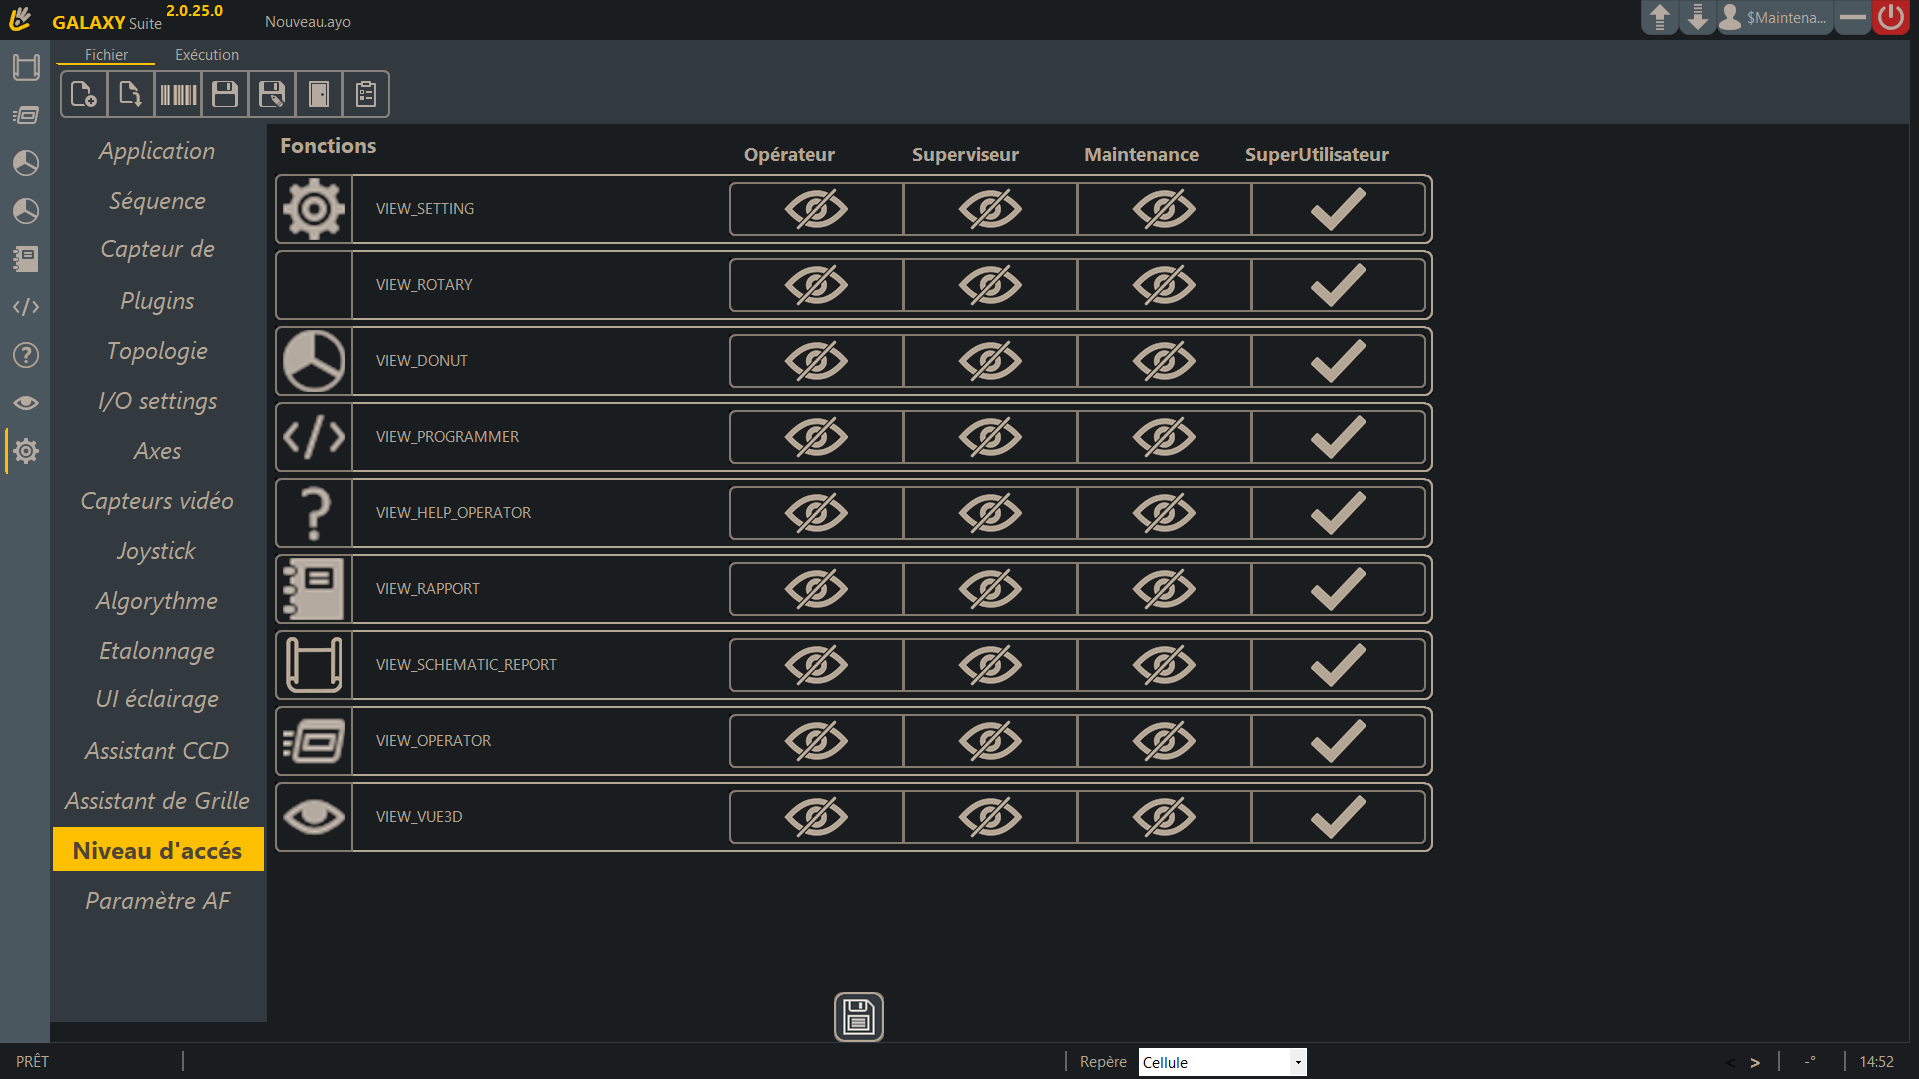 GALAXY Suite 2.0.25.0
Nouveau.ayo
$Maintena...
Fichier
Exécution
Application
Séquence
Capteur de
Plugins
Topologie
I/O settings
Axes
Capteurs vidéo
Joystick
Algorythme
Etalonnage
UI éclairage
Assistant CCD
Assistant de Grille
Niveau d'accés
Paramètre AF
Fonctions
Opérateur
Superviseur
Maintenance
SuperUtilisateur
VIEW_SETTING
VIEW_ROTARY
VIEW_DONUT
VIEW_PROGRAMMER
VIEW_HELP_OPERATOR
VIEW_RAPPORT
VIEW_SCHEMATIC_REPORT
VIEW_OPERATOR
VIEW_VUE3D
PRÊT
Repère
Cellule
< >
-°
14:52